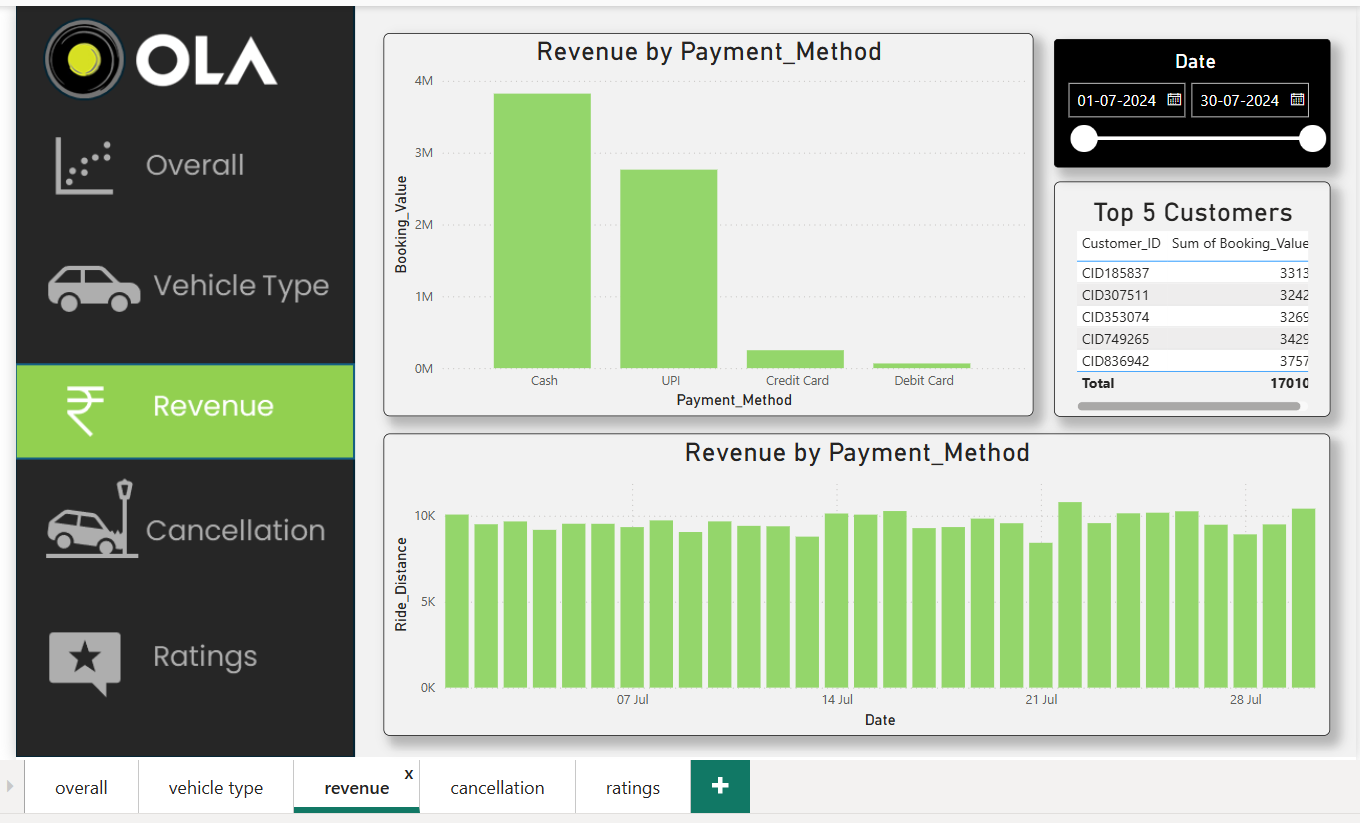 OLA
Overall
Vehicle Type
Revenue
Cancellation
Ratings
Revenue by Payment_Method
Booking_Value
4M
3M
2M
1M
0M
Cash UPI Credit Card Debit Card
Payment_Method
Date
01-07-2024 30-07-2024
Top 5 Customers
Customer_ID Sum of Booking_Value
CID185837 3313
CID307511 3242
CID353074 3269
CID749265 3429
CID836942 3757
Total 17010
Revenue by Payment_Method
Ride_Distance
10K
5K
0K
07 Jul 14 Jul 21 Jul 28 Jul
Date
overall vehicle type revenue x cancellation ratings +